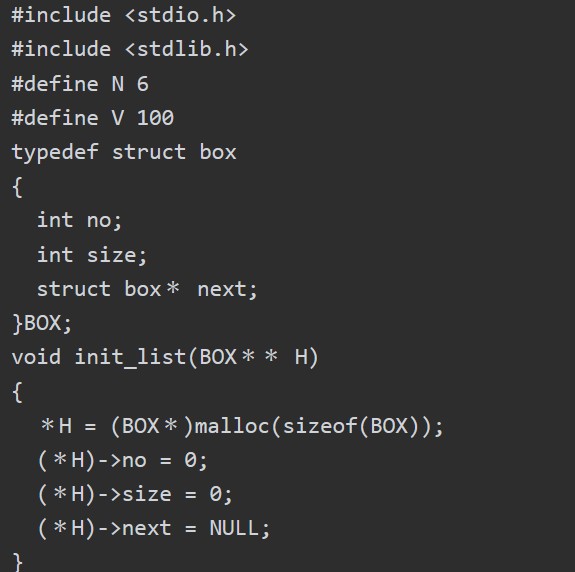 #include <stdio.h>
#include <stdlib.h>
#define N 6
#define V 100
typedef struct box
{
  int no;
  int size;
  struct box＊ next;
}BOX;
void init_list(BOX＊＊ H)
{
  ＊H = (BOX＊)malloc(sizeof(BOX));
  (＊H)->no = 0;
  (＊H)->size = 0;
  (＊H)->next = NULL;
}